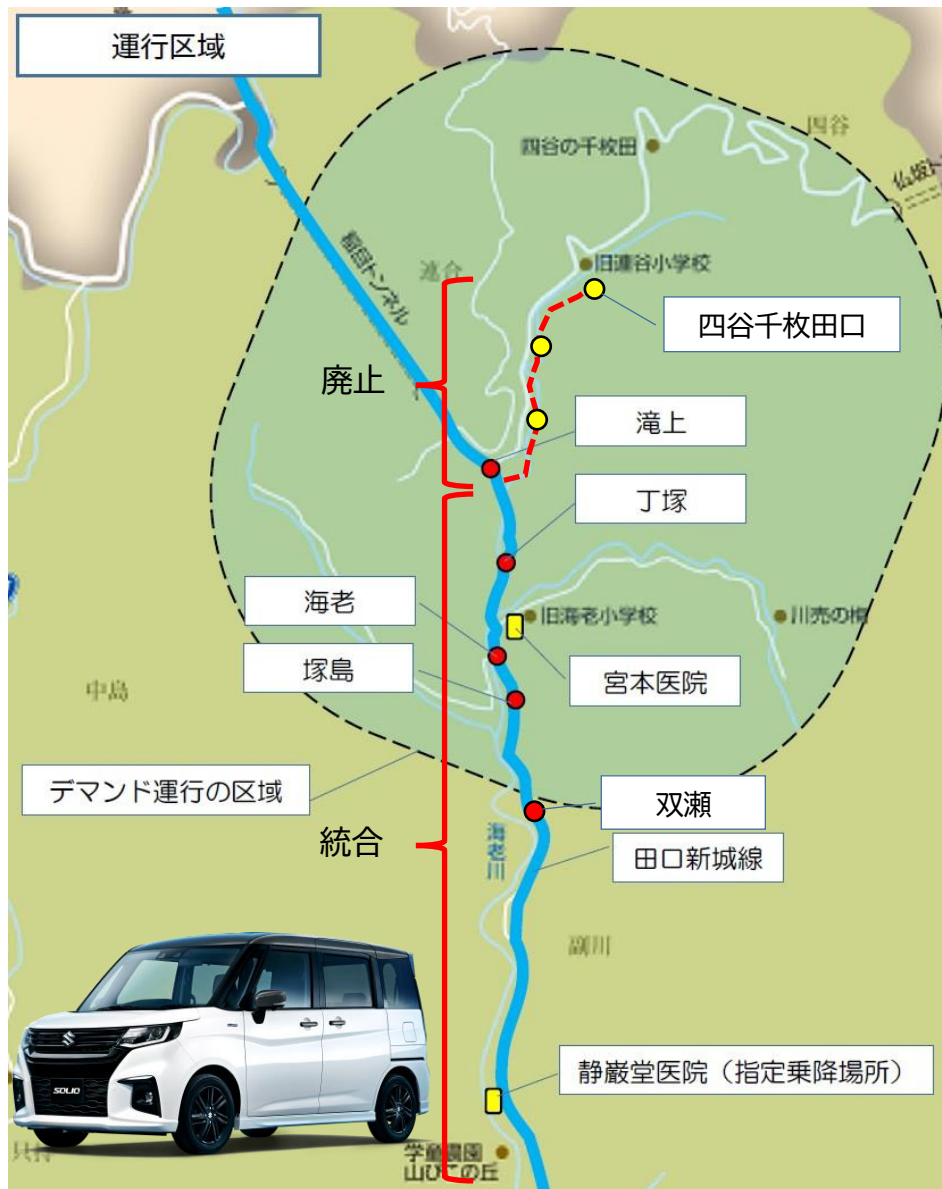 運行区域
四谷
四谷の千枚田
仏坂ト
旧連谷小学校
連合
稲目トンネル
四谷千枚田口
廃止
滝上
丁塚
海老
旧海老小学校
川売の梅
塚島
宮本医院
中島
デマンド運行の区域
双瀬
統合
海老川
田口新城線
副川
静巌堂医院（指定乗降場所）
SOLIO
学童農園
山びこの丘